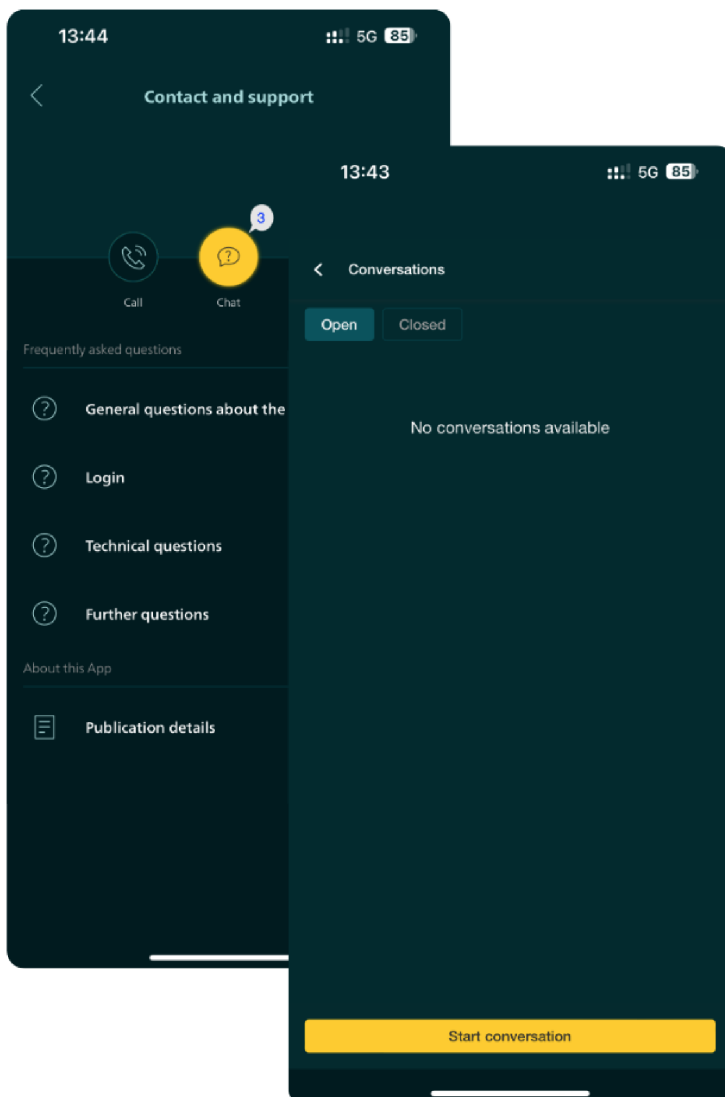 13:44
5G 85
Contact and support
3
Call
Chat
Frequently asked questions
General questions about the
Login
Technical questions
Further questions
About this App
Publication details
13:43
5G 85
Conversations
Open
Closed
No conversations available
Start conversation